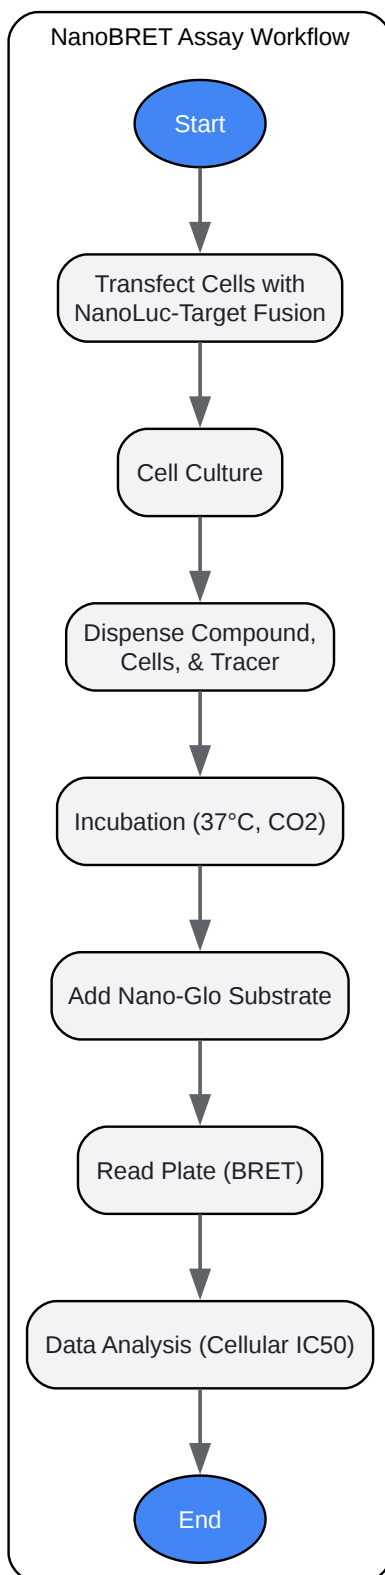 NanoBRET Assay Workflow
Start
Transfect Cells with
NanoLuc-Target Fusion
Cell Culture
Dispense Compound,
Cells, & Tracer
Incubation (37°C, CO2)
Add Nano-Glo Substrate
Read Plate (BRET)
Data Analysis (Cellular IC50)
End